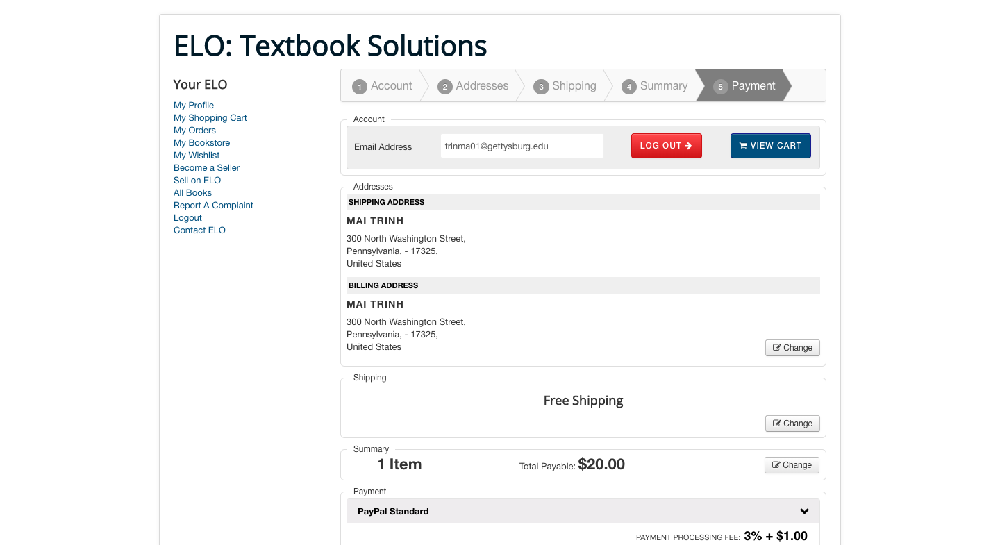 ELO: Textbook Solutions
Your ELO
My Profile
My Shopping Cart
My Orders
My Bookstore
My Wishlist
Become a Seller
Sell on ELO
All Books
Report A Complaint
Logout
Contact ELO
1 Account 2 Addresses 3 Shipping 4 Summary 5 Payment
Account
Email Address trinma01@gettysburg.edu LOG OUT VIEW CART
Addresses
SHIPPING ADDRESS
MAI TRINH
300 North Washington Street,
Pennsylvania, - 17325,
United States
BILLING ADDRESS
MAI TRINH
300 North Washington Street,
Pennsylvania, - 17325,
United States
Change
Shipping
Free Shipping
Change
Summary
1 Item Total Payable: $20.00 Change
Payment
PayPal Standard
PAYMENT PROCESSING FEE: 3% + $1.00